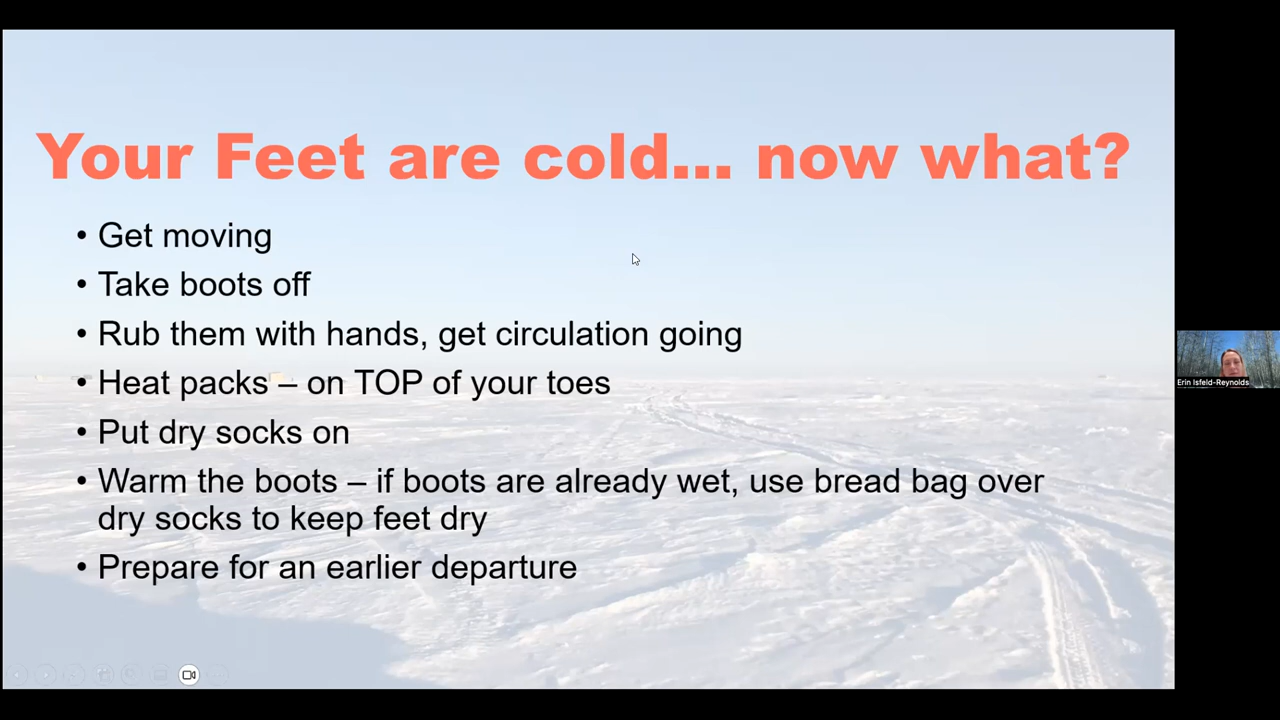 Your Feet are cold... now what?
• Get moving
• Take boots off
• Rub them with hands, get circulation going
• Heat packs – on TOP of your toes
• Put dry socks on
• Warm the boots – if boots are already wet, use bread bag over
dry socks to keep feet dry
• Prepare for an earlier departure
Erin Isfeld-Reynolds